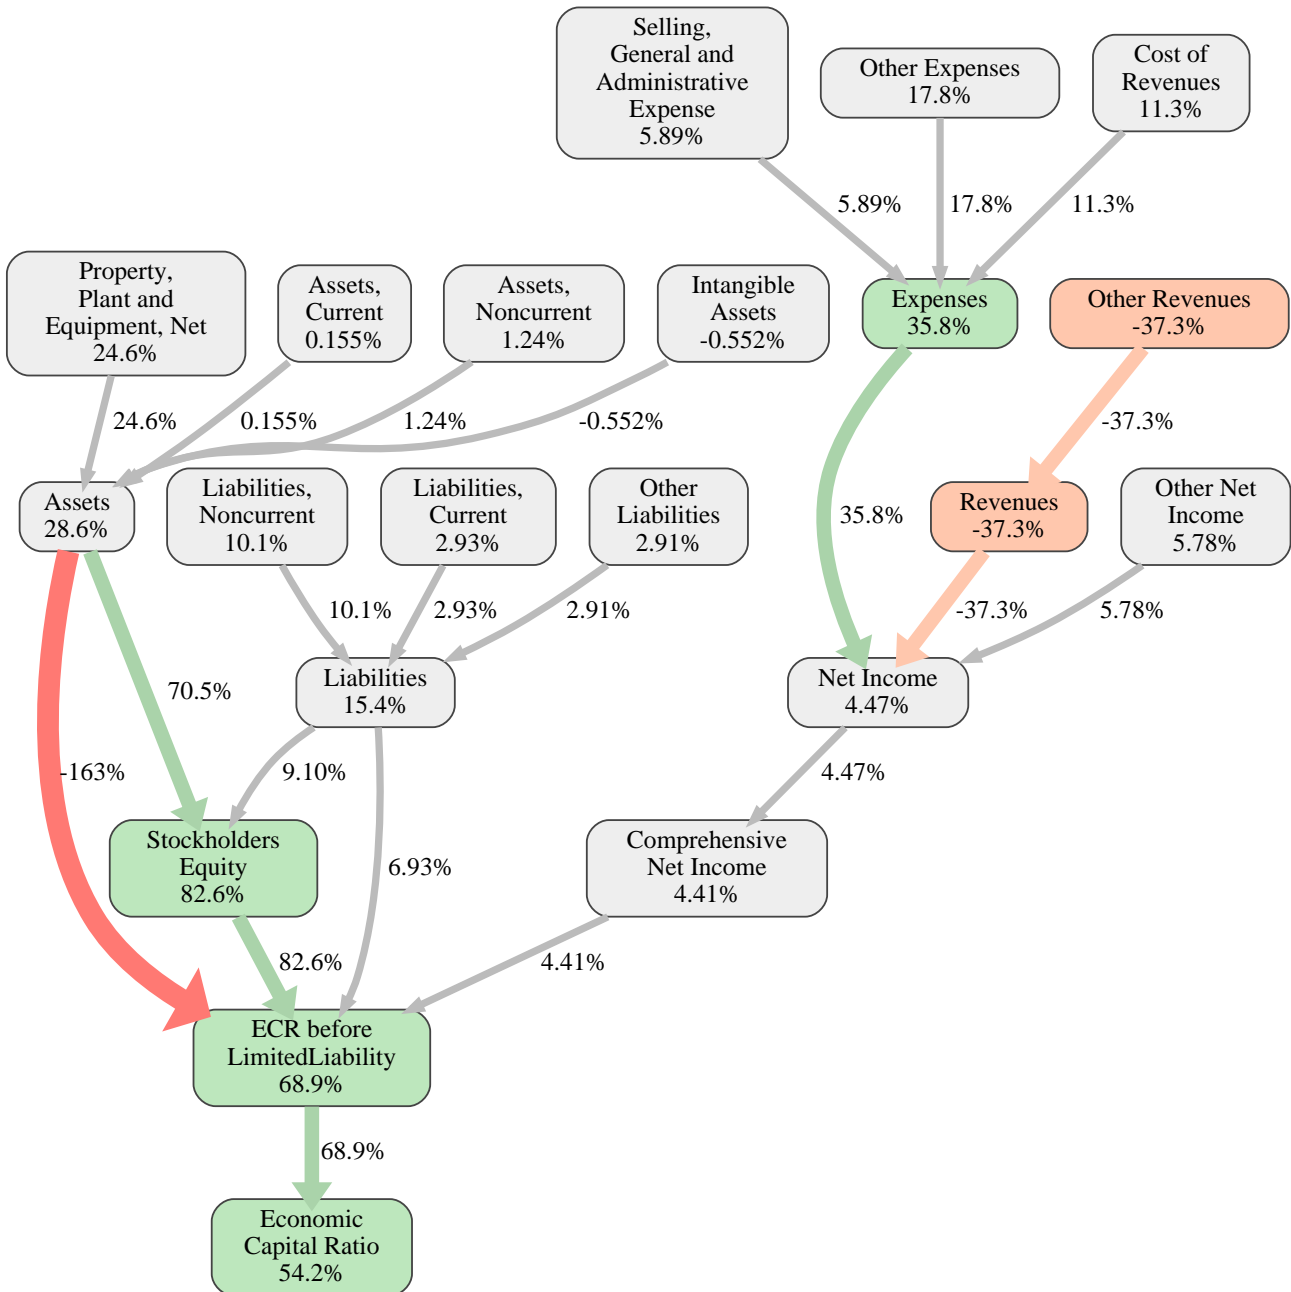 Selling,
General and
Administrative
Expense
5.89%
Other Expenses
17.8%
Cost of
Revenues
11.3%
5.89%
17.8%
11.3%
Property,
Plant and
Equipment, Net
24.6%
Assets,
Current
0.155%
Assets,
Noncurrent
1.24%
Intangible
Assets
-0.552%
Expenses
35.8%
Other Revenues
-37.3%
24.6%
0.155%
1.24%
-0.552%
-37.3%
Assets
28.6%
Liabilities,
Noncurrent
10.1%
Liabilities,
Current
2.93%
Other
Liabilities
2.91%
35.8%
Revenues
-37.3%
Other Net
Income
5.78%
10.1%
2.93%
2.91%
-37.3%
5.78%
70.5%
Liabilities
15.4%
Net Income
4.47%
-163%
9.10%
4.47%
Stockholders
Equity
82.6%
6.93%
Comprehensive
Net Income
4.41%
82.6%
4.41%
ECR before
LimitedLiability
68.9%
68.9%
Economic
Capital Ratio
54.2%